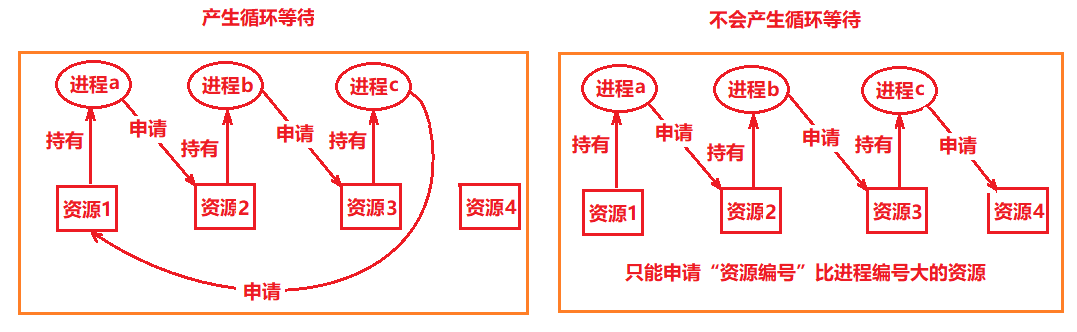 产生循环等待
不会产生循环等待
进程a
进程b
进程c
持有
申请
持有
申请
持有
资源1
资源2
资源3
资源4
申请
进程a
进程b
进程c
持有
申请
持有
申请
持有
申请
资源1
资源2
资源3
资源4
只能申请“资源编号”比进程编号大的资源